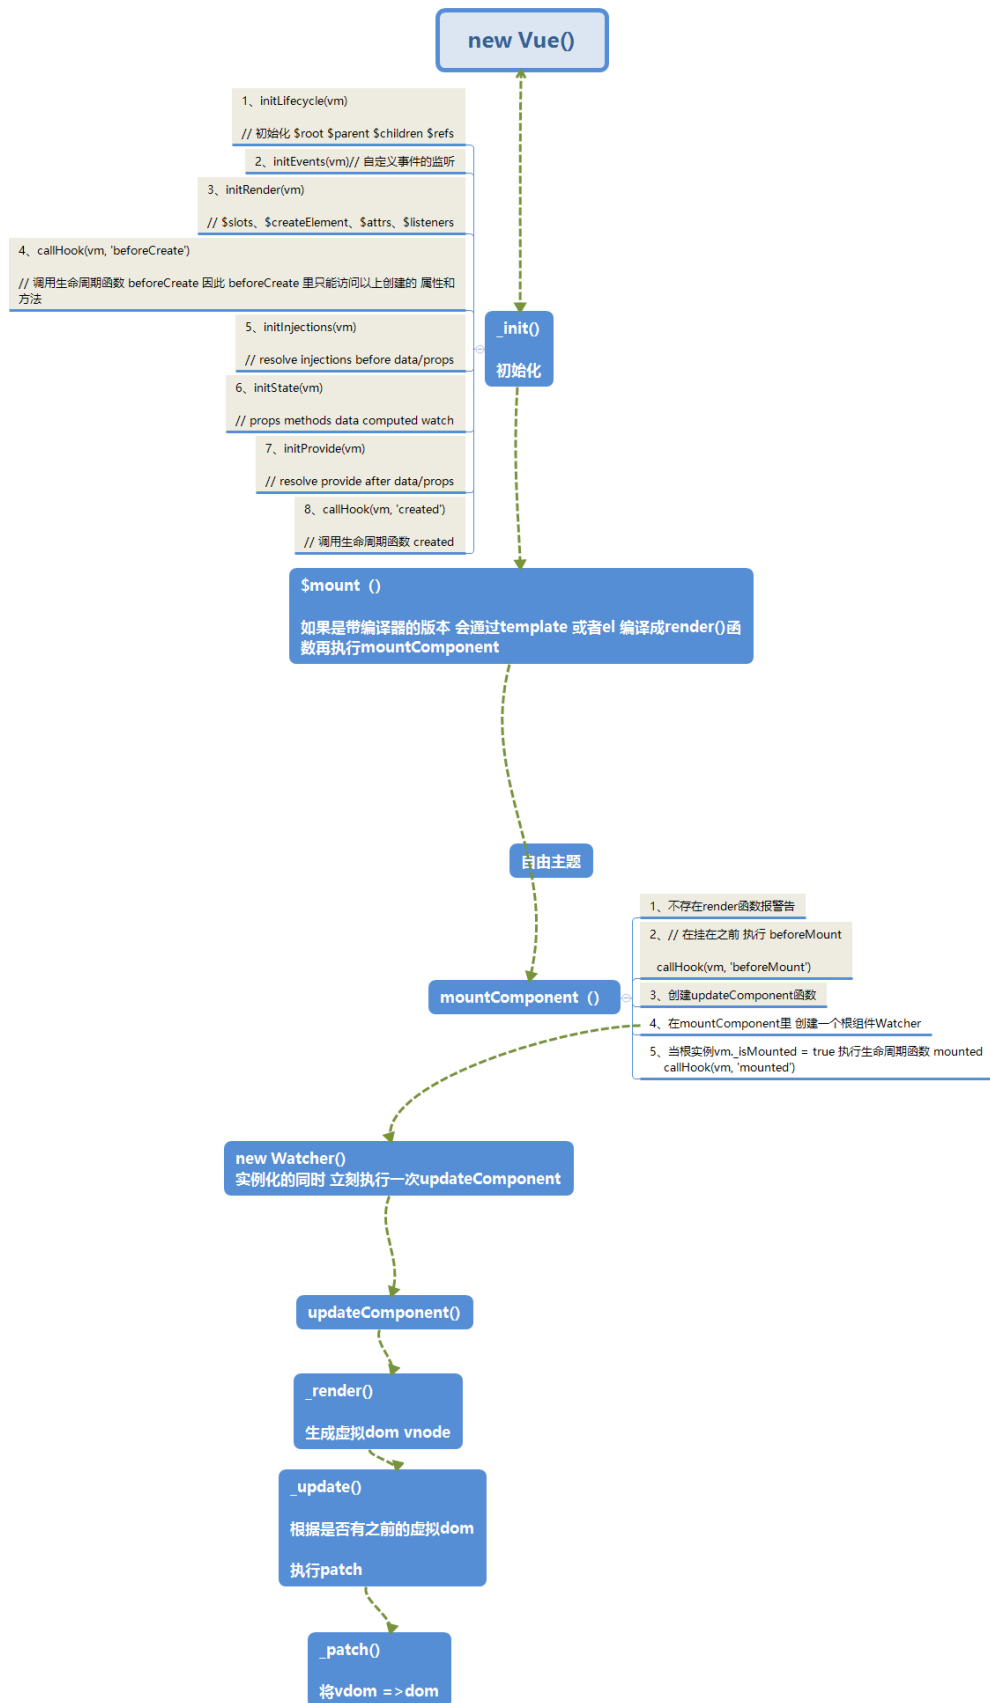 new Vue()
1、initLifecycle(vm)
// 初始化 $root $parent $children $refs
2、initEvents(vm)// 自定义事件的监听
3、initRender(vm)
// $slots、$createElement、$attrs、$listeners
4、callHook(vm, 'beforeCreate')
// 调用生命周期函数 beforeCreate 因此 beforeCreate 里只能访问以上创建的 属性和
方法
5、initInjections(vm)
// resolve injections before data/props
6、initState(vm)
// props methods data computed watch
7、initProvide(vm)
// resolve provide after data/props
8、callHook(vm, 'created')
// 调用生命周期函数 created
_init()
初始化
$mount（）
如果是带编译器的版本 会通过template 或者el 编译成render()函
数再执行mountComponent
自由主题
mountComponent（）
1、不存在render函数报警告
2、// 在挂在之前 执行 beforeMount
callHook(vm, 'beforeMount')
3、创建updateComponent函数
4、在mountComponent里 创建一个根组件Watcher
5、当根实例vm._isMounted = true 执行生命周期函数 mounted
callHook(vm, 'mounted')
new Watcher()
实例化的同时 立刻执行一次updateComponent
updateComponent()
_render()
生成虚拟dom vnode
_update()
根据是否有之前的虚拟dom
执行patch
_patch()
将vdom =>dom